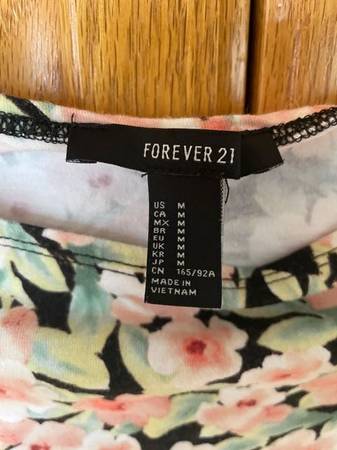 FOREVER 21
US M
CA M
MX M
BR M
EU M
UK M
KR M
JP M
CN 165/92A
MADE IN
VIETNAM